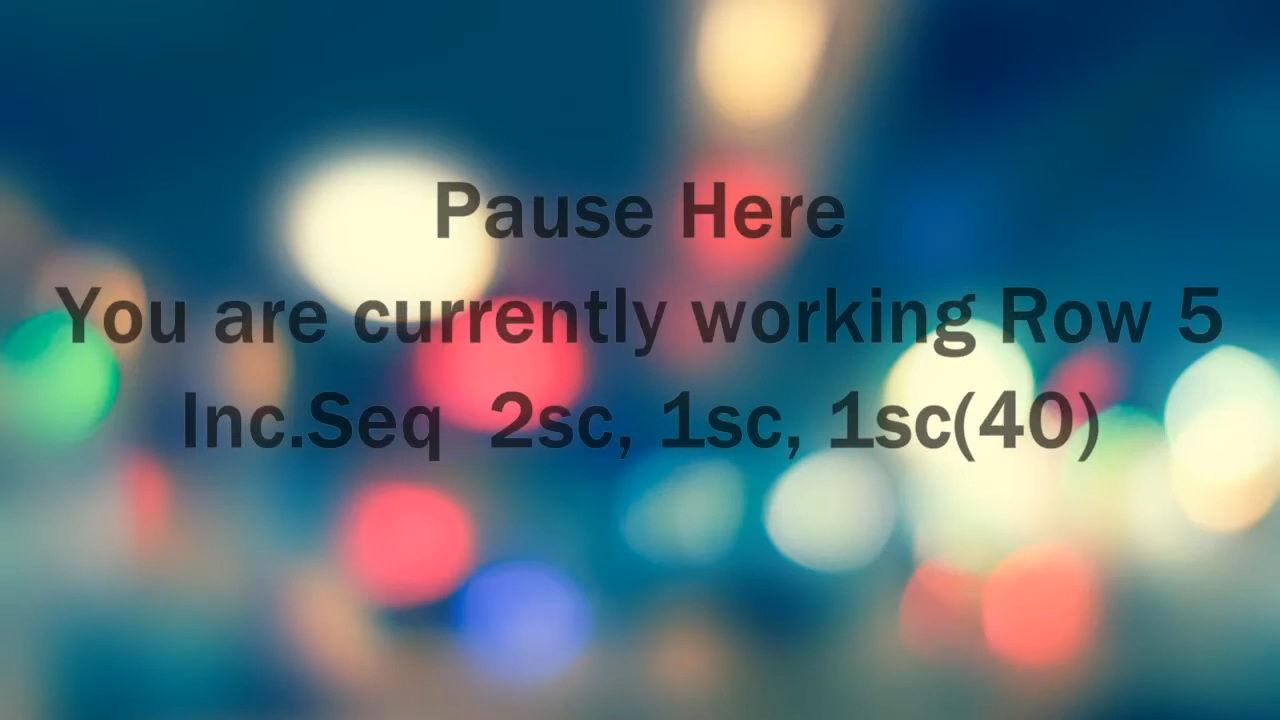 Pause Here
You are currently working Row 5
Inc.Seq  2sc, 1sc, 1sc(40)